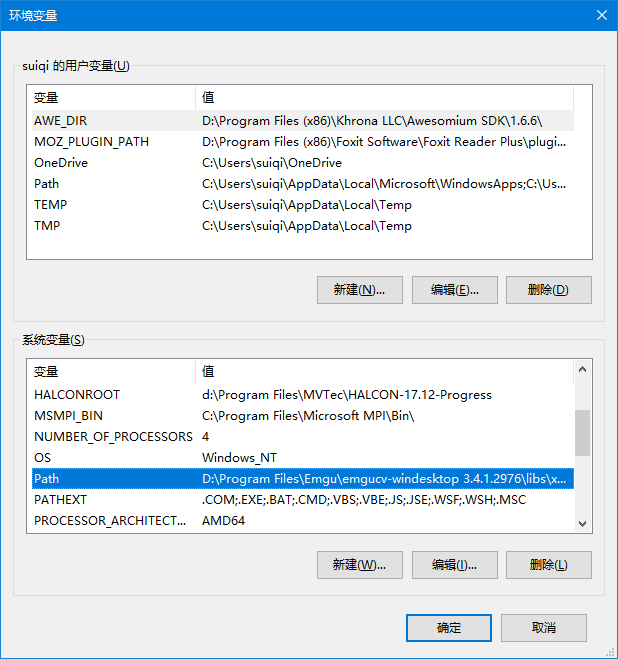 环境变量
suiqi 的用户变量(U)
变量 值
AWE_DIR D:\Program Files (x86)\Khrona LLC\Awesomium SDK\1.6.6\
MOZ_PLUGIN_PATH D:\Program Files (x86)\Foxit Software\Foxit Reader Plus\plugi...
OneDrive C:\Users\suiqi\OneDrive
Path C:\Users\suiqi\AppData\Local\Microsoft\WindowsApps;C:\Us...
TEMP C:\Users\suiqi\AppData\Local\Temp
TMP C:\Users\suiqi\AppData\Local\Temp
新建(N)... 编辑(E)... 删除(D)
系统变量(S)
变量 值
HALCONROOT d:\Program Files\MVTec\HALCON-17.12-Progress
MSMPI_BIN C:\Program Files\Microsoft MPI\Bin\
NUMBER_OF_PROCESSORS 4
OS Windows_NT
Path D:\Program Files\Emgu\emgucv-windesktop 3.4.1.2976\libs\x...
PATHEXT .COM;.EXE;.BAT;.CMD;.VBS;.VBE;.JS;.JSE;.WSF;.WSH;.MSC
PROCESSOR_ARCHITECT... AMD64
新建(W)... 编辑(I)... 删除(L)
确定 取消